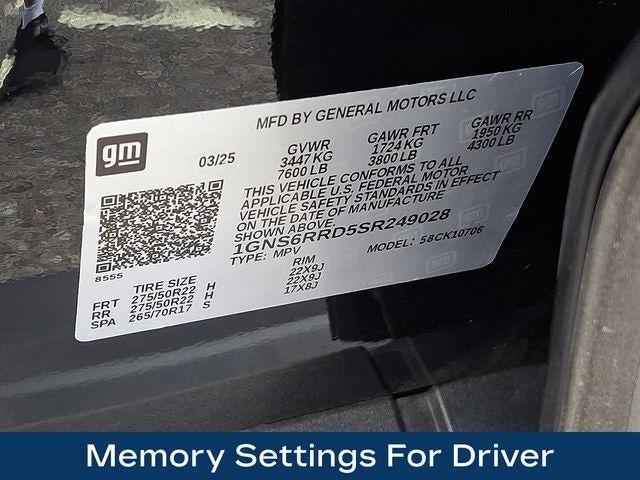 gm
MFD BY GENERAL MOTORS LLC
03/25
GVWR GAWR FRT GAWR RR
3447 KG 1724 KG 1950 KG
7600 LB 3800 LB 4300 LB
THIS VEHICLE CONFORMS TO ALL
APPLICABLE U.S. FEDERAL MOTOR
VEHICLE SAFETY STANDARDS IN EFFECT
ON THE DATE OF MANUFACTURE
SHOWN ABOVE.
1GNS6RRD5SR249028
TYPE: MPV MODEL: 58CK10706
8555
TIRE SIZE RIM
FRT 275/50R22 H 22X9J
RR 275/50R22 H 22X9J
SPA 265/70R17 S 17X8J
Memory Settings For Driver